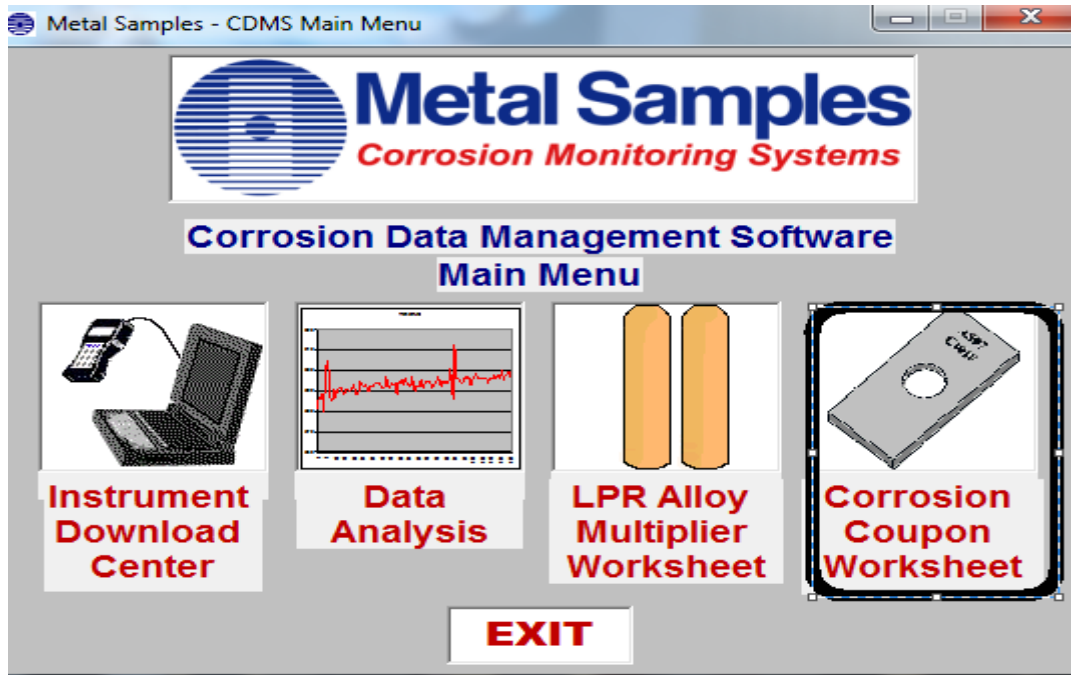 Metal Samples - CDMS Main Menu
Metal Samples
Corrosion Monitoring Systems
Corrosion Data Management Software
Main Menu
Instrument
Download
Center
Data
Analysis
LPR Alloy
Multiplier
Worksheet
Corrosion
Coupon
Worksheet
EXIT